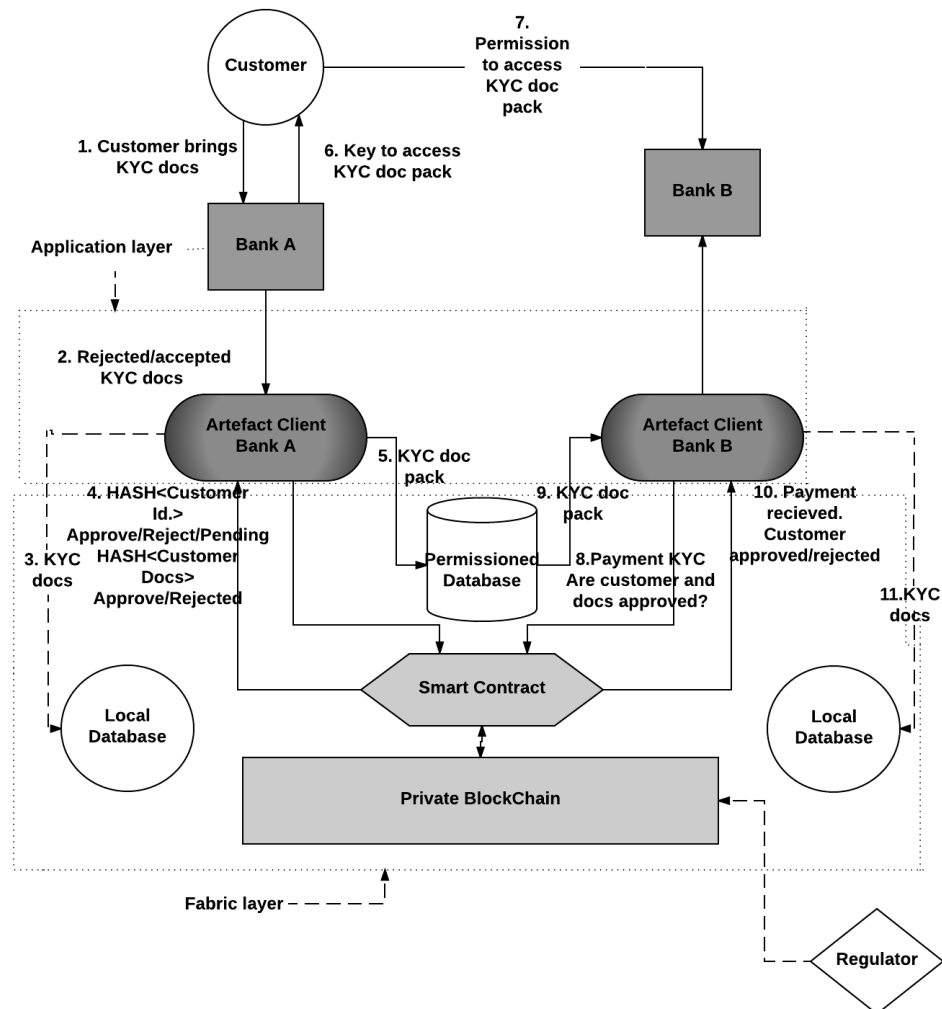 7.
Permission
to access
KYC doc
pack
Customer
1. Customer brings
KYC docs
6. Key to access
KYC doc pack
Bank B
Bank A
Application layer
2. Rejected/accepted
KYC docs
Artefact Client
Bank A
Artefact Client
Bank B
5. KYC doc
pack
4. HASH<Customer
Id.>
Approve/Reject/Pending
HASH<Customer
Docs>
Approve/Rejected
9. KYC doc
pack
10. Payment
recieved.
Customer
approved/rejected
3. KYC
docs
Permissioned
Database
8.Payment KYC
Are customer and
docs approved?
11.KYC
docs
Smart Contract
Local
Database
Local
Database
Private BlockChain
Fabric layer
Regulator